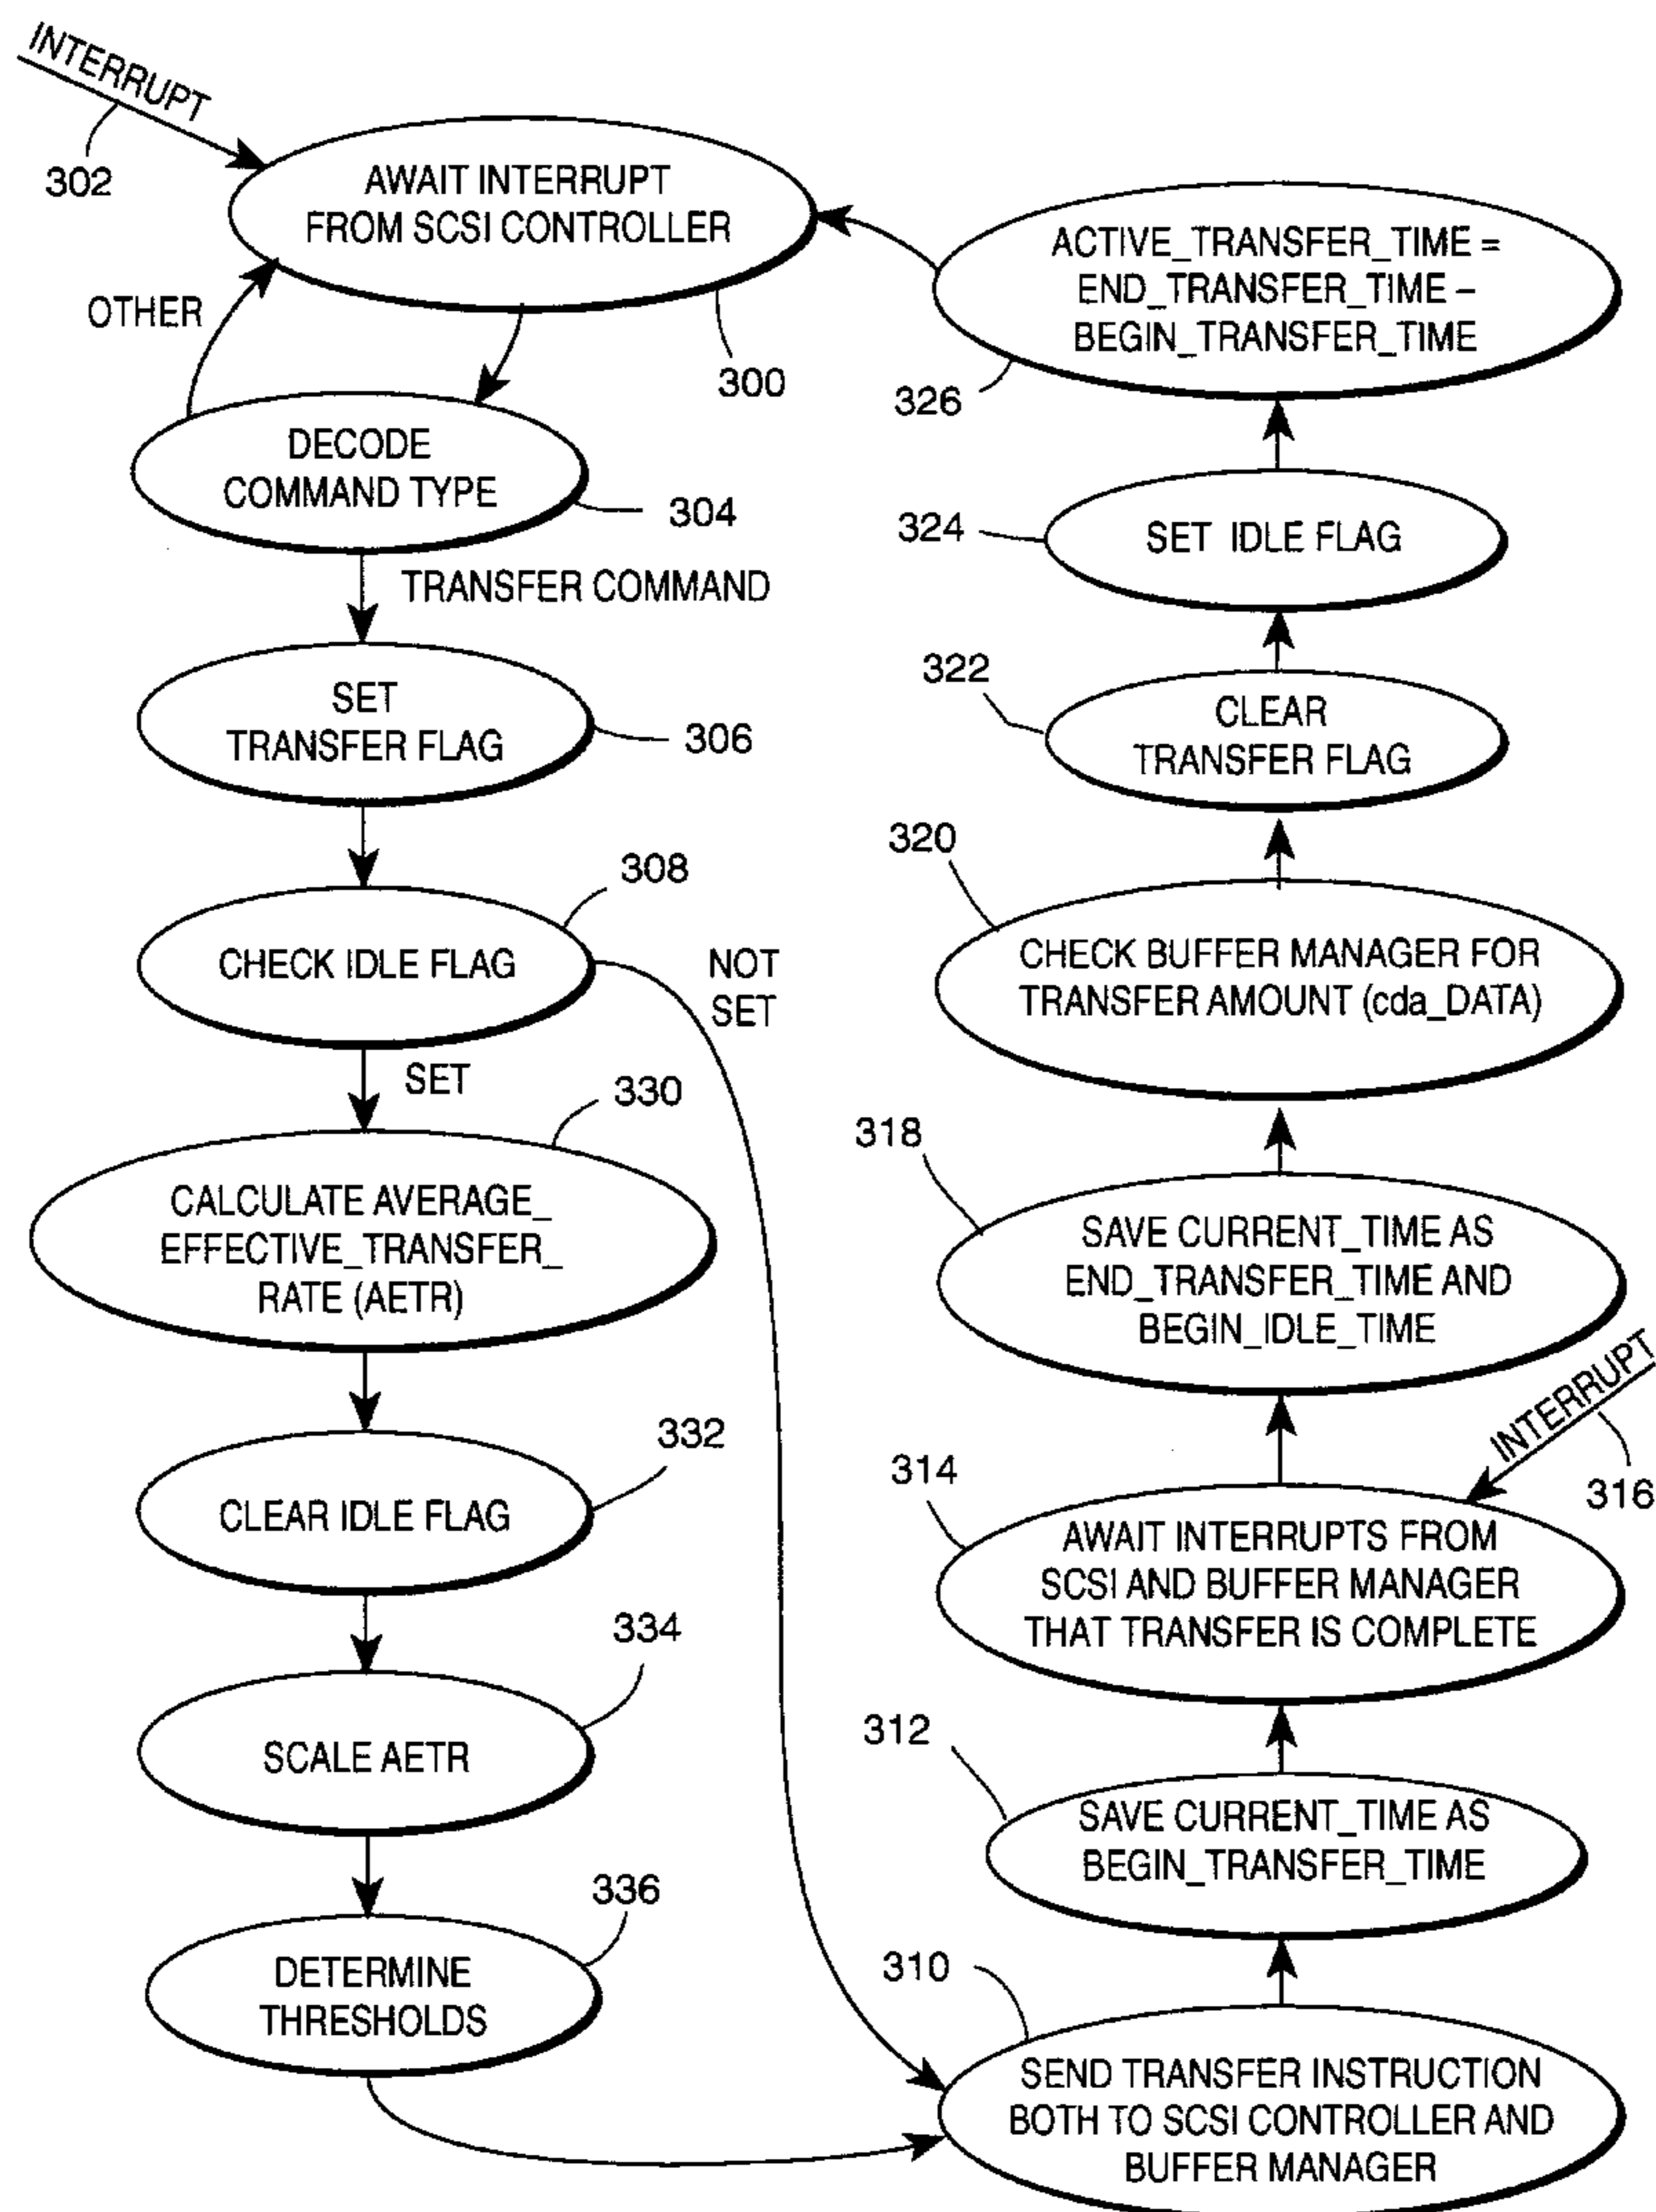 INTERRUPT
302
AWAIT INTERRUPT
FROM SCSI CONTROLLER
300
OTHER
DECODE
COMMAND TYPE
304
TRANSFER COMMAND
SET
TRANSFER FLAG
306
308
CHECK IDLE FLAG
NOT
SET
SET
330
CALCULATE AVERAGE_
EFFECTIVE_TRANSFER_
RATE (AETR)
332
CLEAR IDLE FLAG
334
SCALE AETR
336
DETERMINE
THRESHOLDS
310
SEND TRANSFER INSTRUCTION
BOTH TO SCSI CONTROLLER AND
BUFFER MANAGER
312
SAVE CURRENT_TIME AS
BEGIN_TRANSFER_TIME
314
AWAIT INTERRUPTS FROM
SCSI AND BUFFER MANAGER
THAT TRANSFER IS COMPLETE
INTERRUPT
316
318
SAVE CURRENT_TIME AS
END_TRANSFER_TIME AND
BEGIN_IDLE_TIME
320
CHECK BUFFER MANAGER FOR
TRANSFER AMOUNT (cda_DATA)
322
CLEAR
TRANSFER FLAG
324
SET IDLE FLAG
326
ACTIVE_TRANSFER_TIME =
END_TRANSFER_TIME –
BEGIN_TRANSFER_TIME